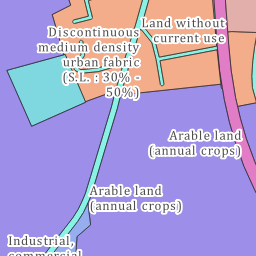 Discontinuous
medium density
urban fabric
(S.L. : 30% -
50%)
Land without
current use
Arable land
(annual crops)
Arable land
(annual crops)
Industrial,
commercial